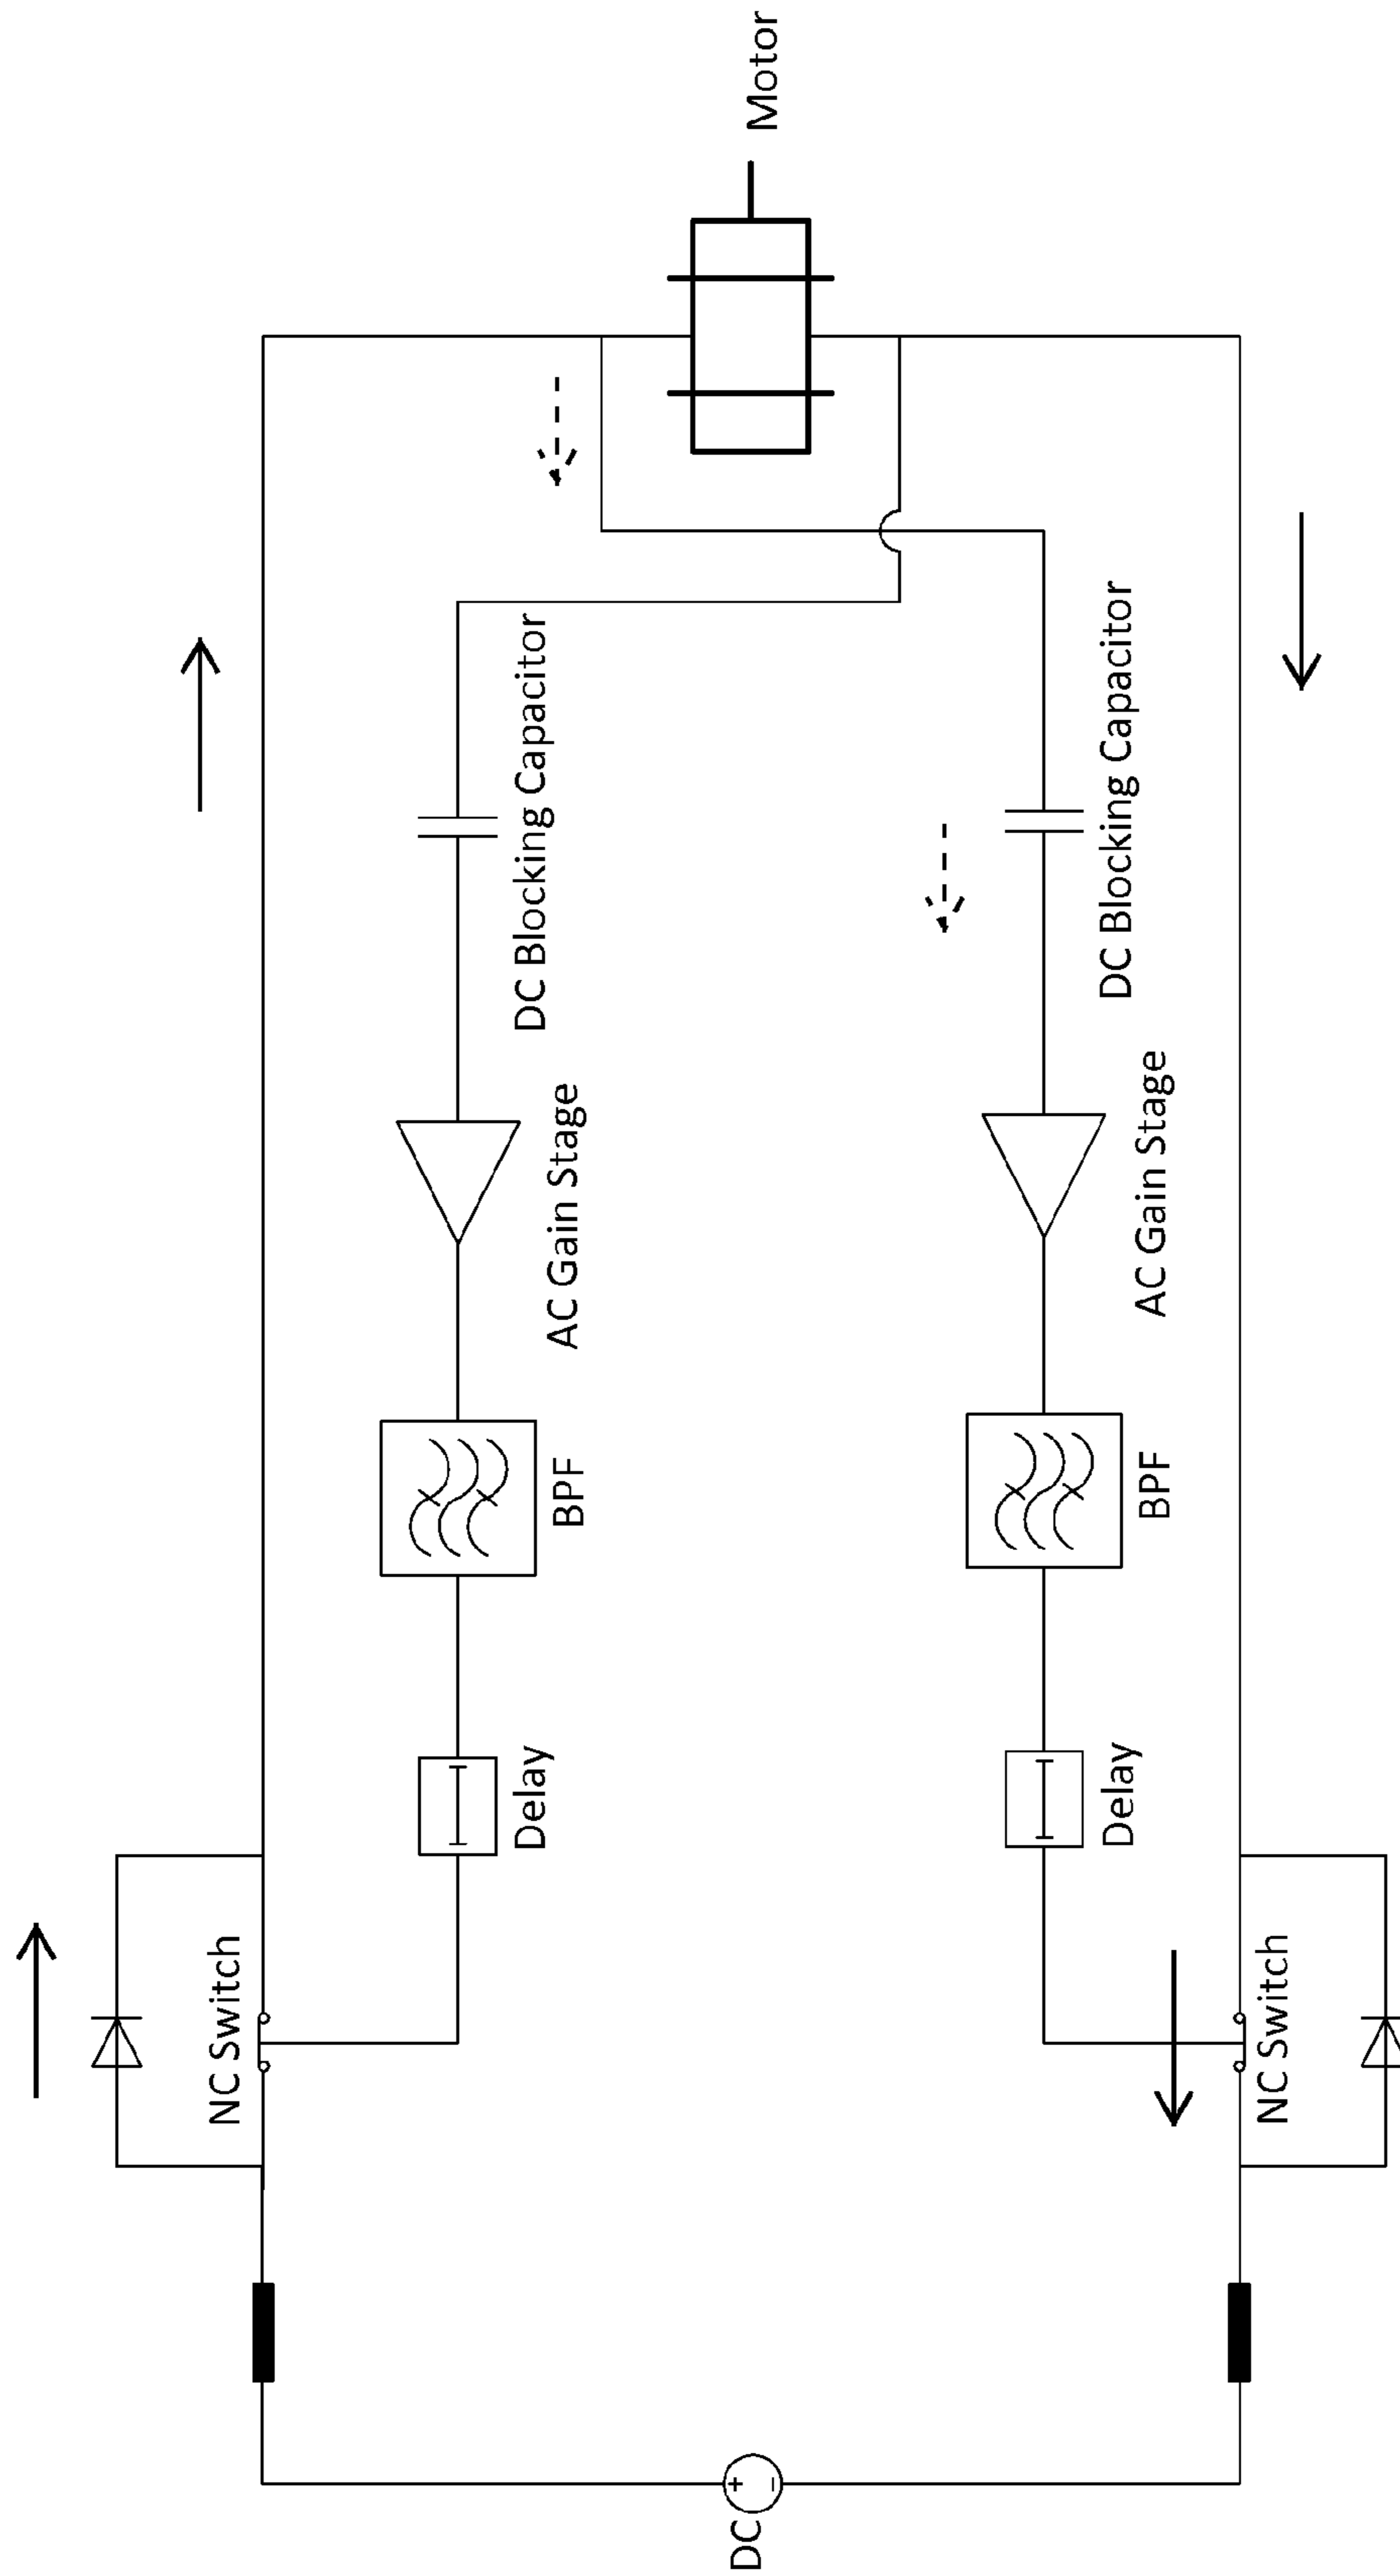 Motor
DC Blocking Capacitor
DC Blocking Capacitor
AC Gain Stage
AC Gain Stage
BPF
BPF
Delay
Delay
NC Switch
NC Switch
DC
+
−